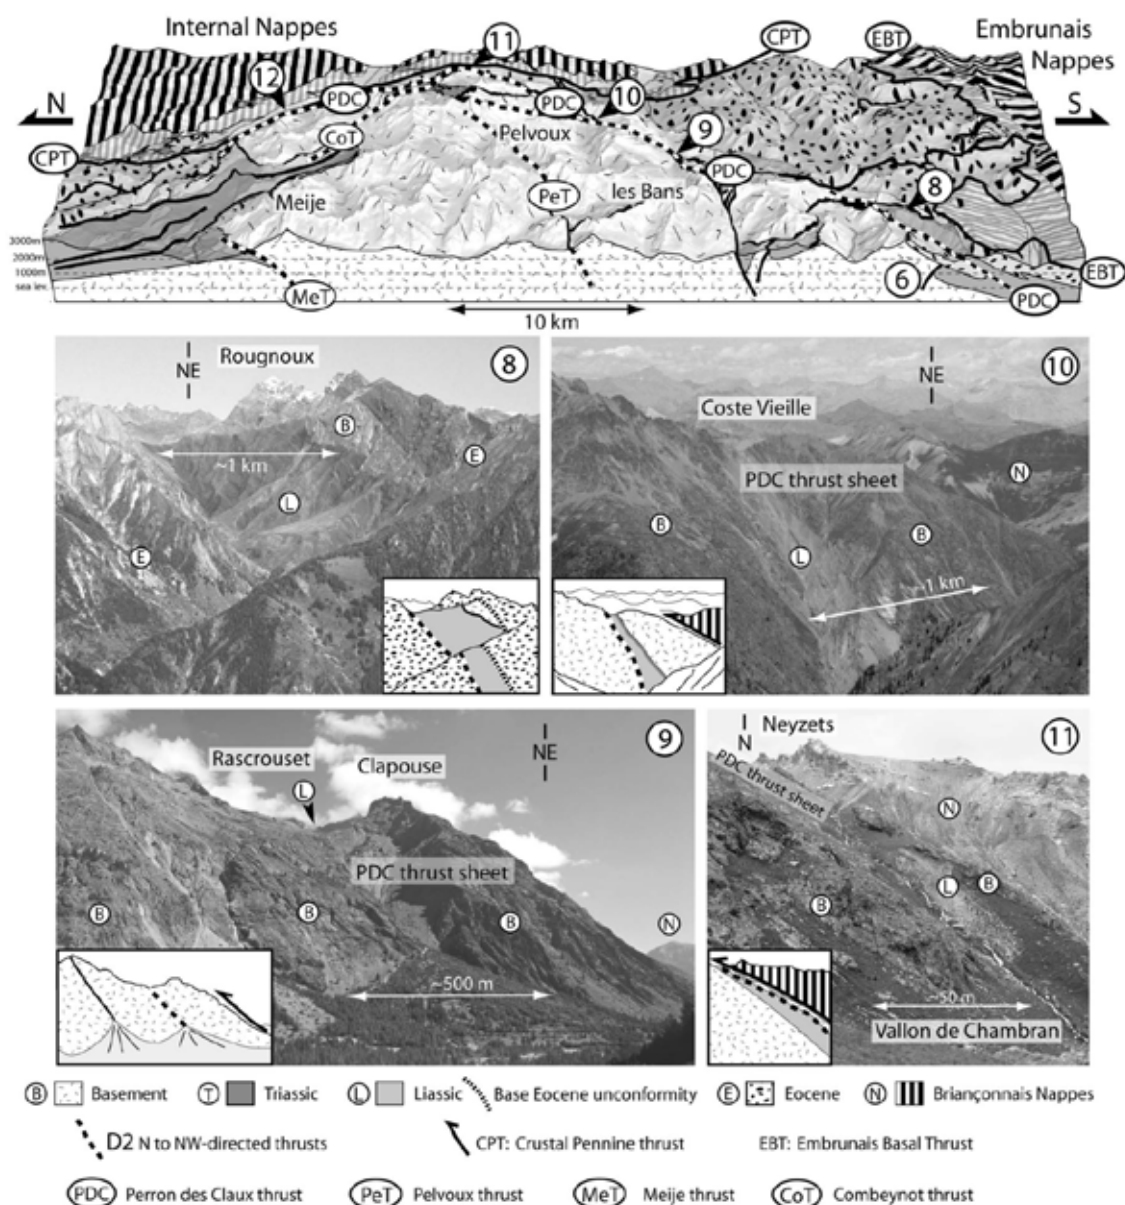 Internal Nappes
Embrunais
Nappes
11
CPT
EBT
12
PDC
PDC
10
N
S
CoT
Pelvoux
9
CPT
PDC
8
Meije
PeT
les Bans
3000m
2000m
1000m
sea lev.
?
6
EBT
MeT
PDC
10 km
NE
Rougnoux
8
B
~1 km
E
L
E
NE
10
Coste Vieille
PDC thrust sheet
N
B
B
L
~1 km
Rascrouset
NE
9
L
Clapouse
PDC thrust sheet
B
B
B
N
~500 m
N
Neyzets
11
PDC thrust sheet
N
B
L
B
~50 m
Vallon de Chambran
B Basement T Triassic L Liassic Base Eocene unconformity E Eocene N Briançonnais Nappes
D2 N to NW-directed thrusts CPT: Crustal Pennine thrust EBT: Embrunais Basal Thrust
PDC Perron des Claux thrust PeT Pelvoux thrust MeT Meije thrust CoT Combeynot thrust